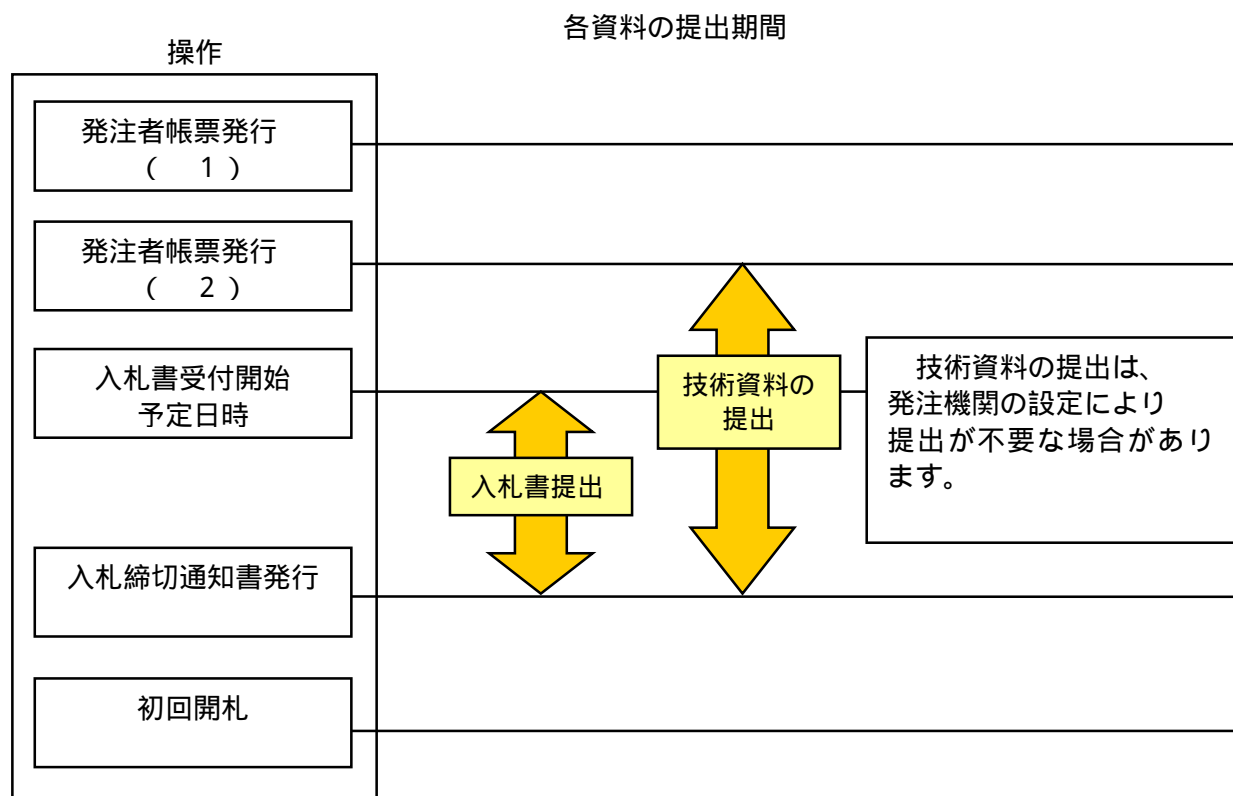 各資料の提出期間
操作
発注者帳票発行
(　1 )
発注者帳票発行
(　2 )
入札書受付開始
予定日時
入札締切通知書発行
初回開札
入札書提出
技術資料の
提出
技術資料の提出は、
発注機関の設定により
提出が不要な場合があり
ます。